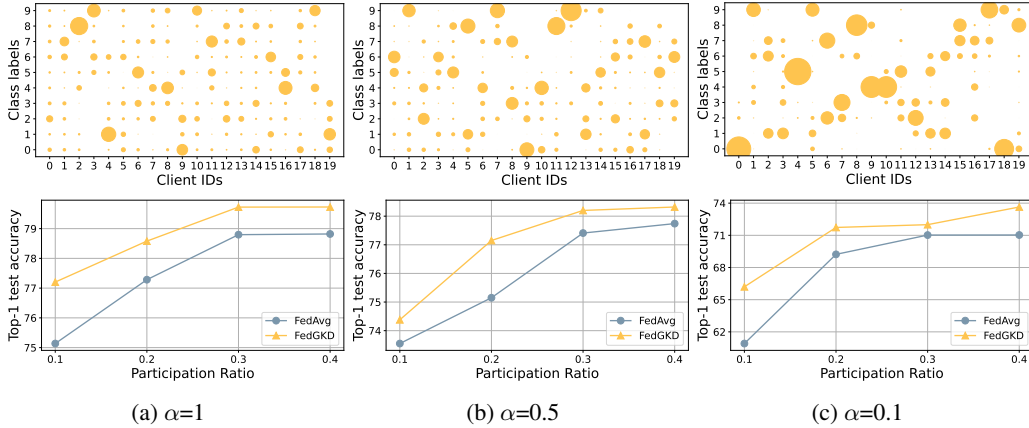 9
8
7
6
5
4
3
2
1
0
Class labels
0 1 2 3 4 5 6 7 8 9 10 11 12 13 14 15 16 17 18 19
Client IDs
9
8
7
6
5
4
3
2
1
0
Class labels
0 1 2 3 4 5 6 7 8 9 10 11 12 13 14 15 16 17 18 19
Client IDs
9
8
7
6
5
4
3
2
1
0
Class labels
0 1 2 3 4 5 6 7 8 9 10 11 12 13 14 15 16 17 18 19
Client IDs
79
78
77
76
75
Top-1 test accuracy
FedAvg
FedGKD
0.1 0.2 0.3 0.4
Participation Ratio
78
77
76
75
74
Top-1 test accuracy
FedAvg
FedGKD
0.1 0.2 0.3 0.4
Participation Ratio
74
71
68
65
62
Top-1 test accuracy
FedAvg
FedGKD
0.1 0.2 0.3 0.4
Participation Ratio
(a) α=1
(b) α=0.5
(c) α=0.1